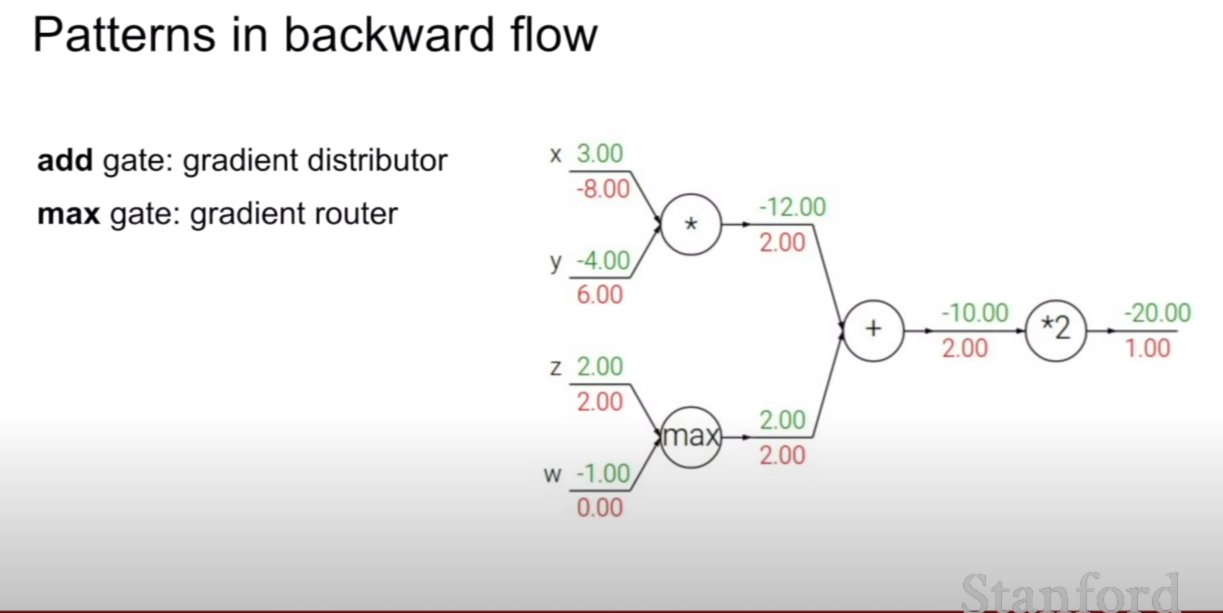 Patterns in backward flow
add gate: gradient distributor
max gate: gradient router
x 3.00
-8.00
*
-12.00
2.00
y -4.00
6.00
+
-10.00
2.00
*2
-20.00
1.00
z 2.00
2.00
max
2.00
2.00
w -1.00
0.00
Stanford